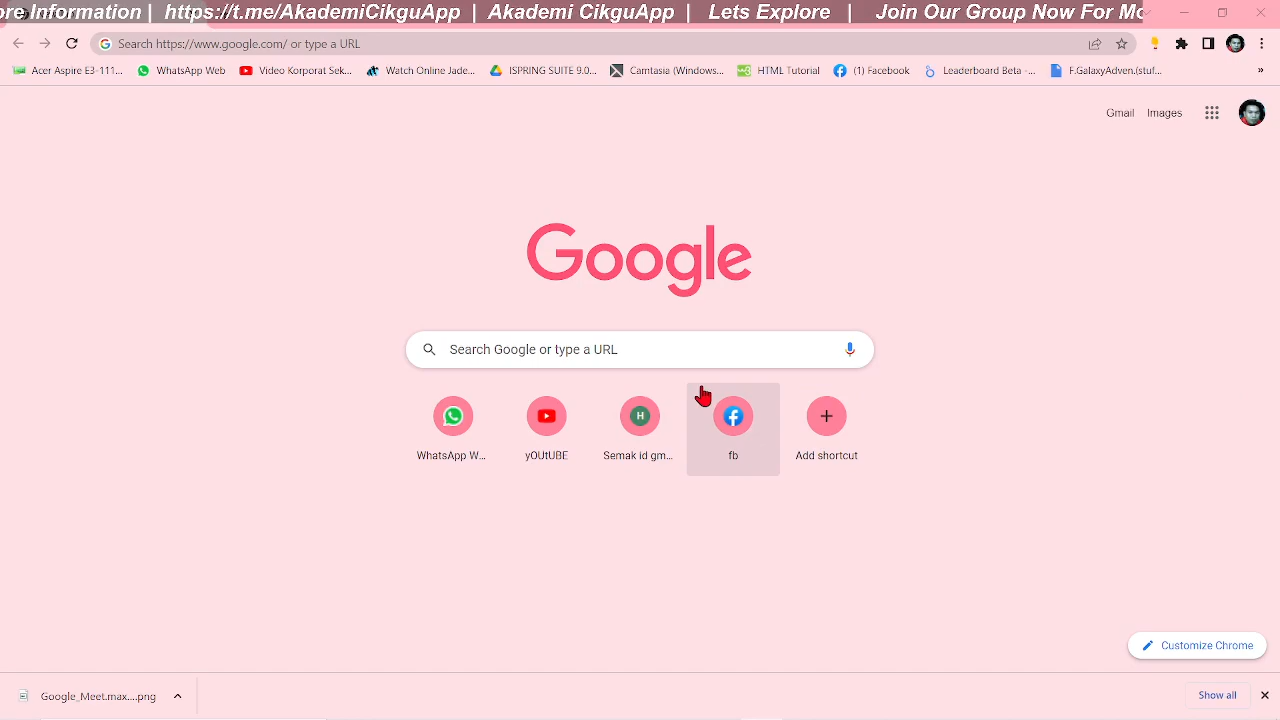 re Information | https://t.me/AkademiCikguApp | Akademi CikguApp | Lets Explore | Join Our Group Now For Mo
Search https://www.google.com/ or type a URL
Acer Aspire E3-111... WhatsApp Web Video Korporat Sek... Watch Online Jade... ISPRING SUITE 9.0... Camtasia (Windows... HTML Tutorial (1) Facebook Leaderboard Beta -... F.GalaxyAdven.(stuf... »
Gmail Images
Google
Search Google or type a URL
H
WhatsApp W... yOUtUBE Semak id gm... fb Add shortcut
Customize Chrome
Google_Meet.max....png Show all